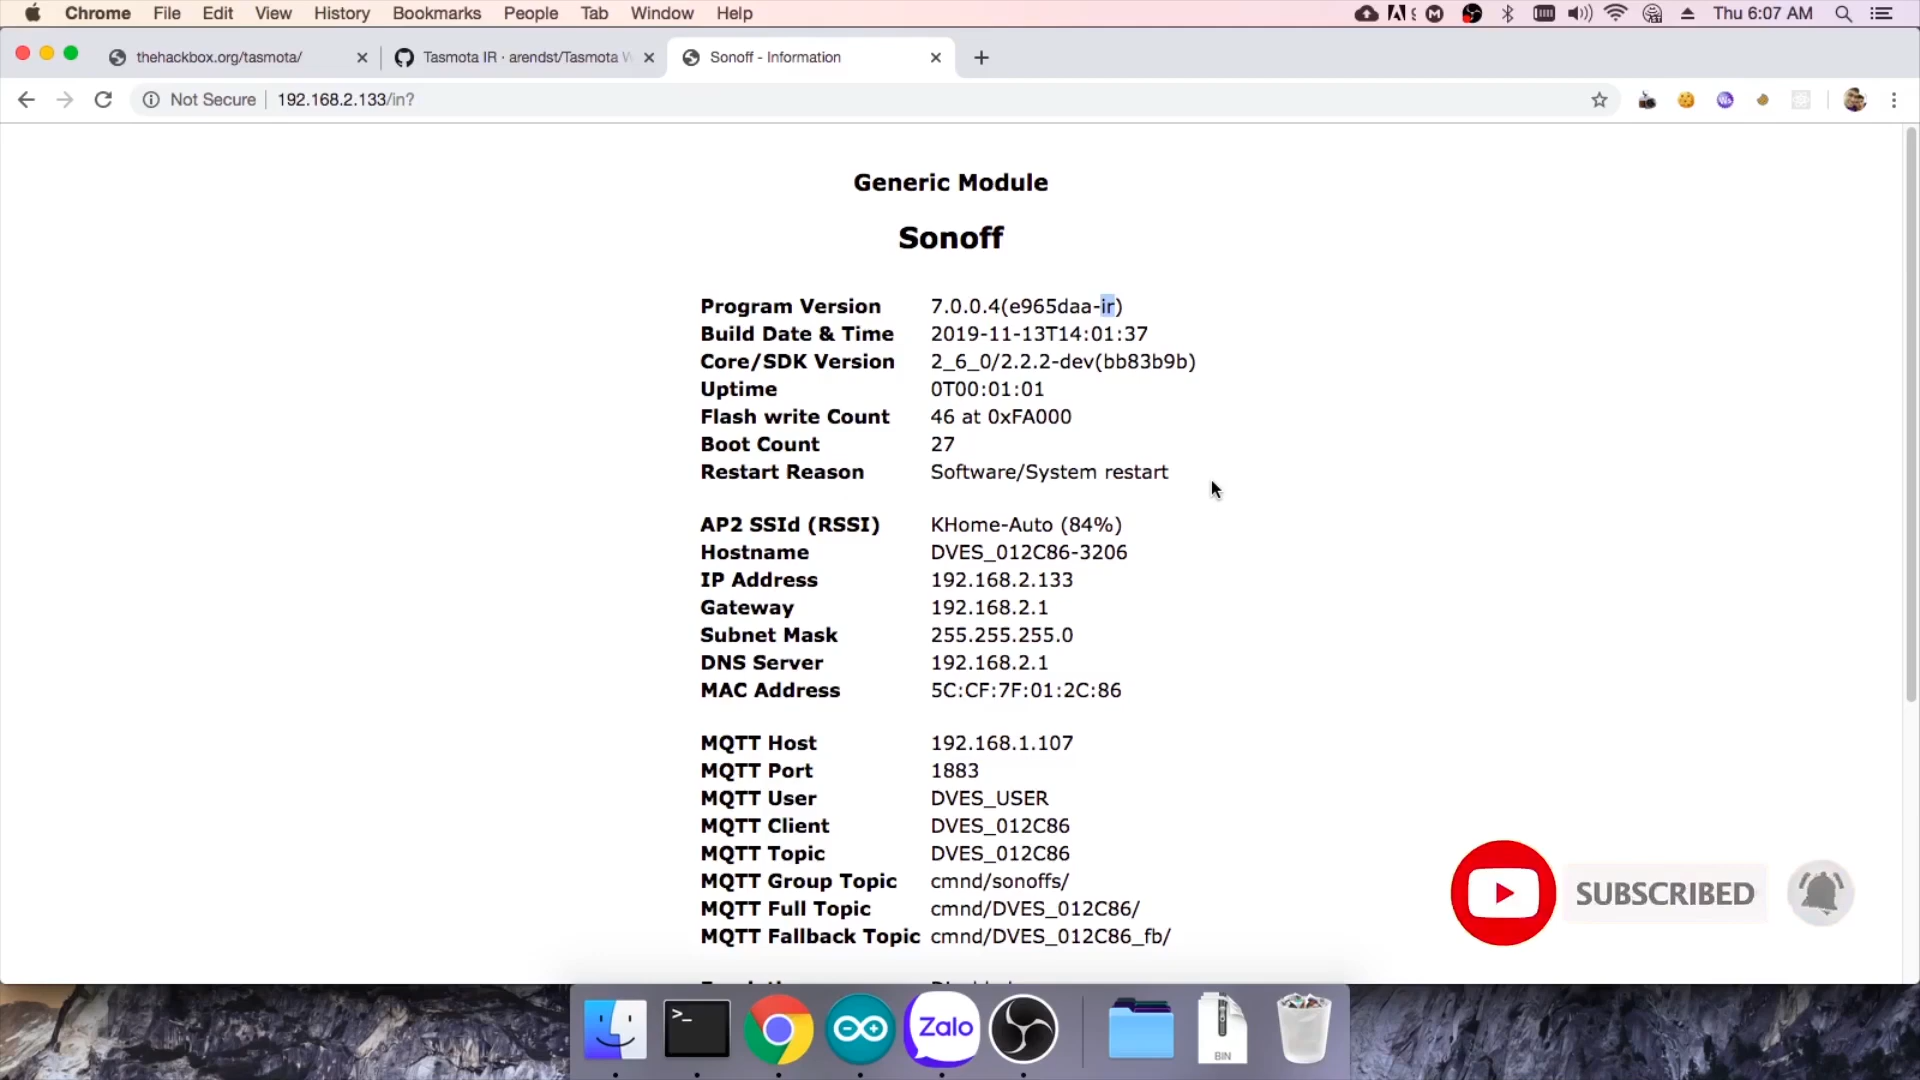 Chrome File Edit View History Bookmarks People Tab Window Help Thu 6:07 AM
thehackbox.org/tasmota/ Tasmota IR · arendst/Tasmota W Sonoff - Information
Not Secure 192.168.2.133/in?
Generic Module
Sonoff
Program Version 7.0.0.4(e965daa-ir)
Build Date & Time 2019-11-13T14:01:37
Core/SDK Version 2_6_0/2.2.2-dev(bb83b9b)
Uptime 0T00:01:01
Flash write Count 46 at 0xFA000
Boot Count 27
Restart Reason Software/System restart
AP2 SSId (RSSI) KHome-Auto (84%)
Hostname DVES_012C86-3206
IP Address 192.168.2.133
Gateway 192.168.2.1
Subnet Mask 255.255.255.0
DNS Server 192.168.2.1
MAC Address 5C:CF:7F:01:2C:86
MQTT Host 192.168.1.107
MQTT Port 1883
MQTT User DVES_USER
MQTT Client DVES_012C86
MQTT Topic DVES_012C86
MQTT Group Topic cmnd/sonoffs/
MQTT Full Topic cmnd/DVES_012C86/
MQTT Fallback Topic cmnd/DVES_012C86_fb/
SUBSCRIBED
Zalo
BIN